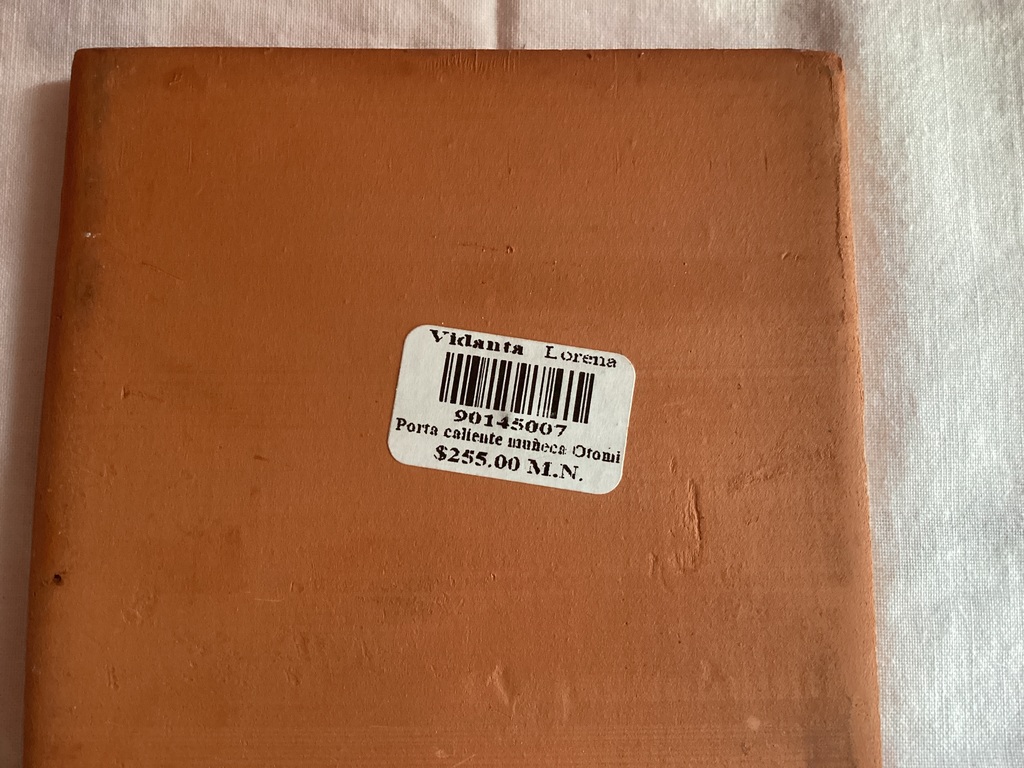 Vidanta Lorena
90145007
Porta caliente muñeca Otomi
$255.00 M.N.